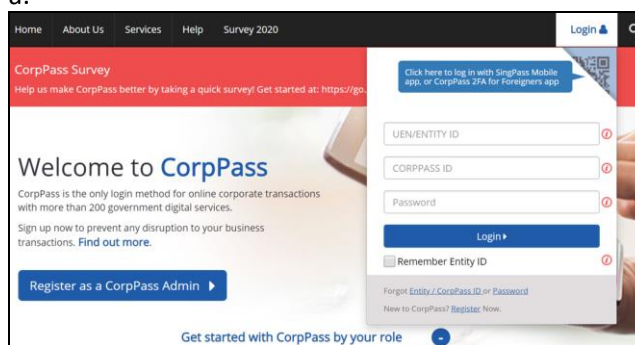 a.
Home About Us Services Help Survey 2020 Login
CorpPass Survey
Help us make CorpPass better by taking a quick survey! Get started at: https://go.
Click here to log in with SingPass Mobile
app, or CorpPass 2FA for Foreigners app
UEN/ENTITY ID
CORPPASS ID
Password
Login
Remember Entity ID
Forgot Entity / CorpPass ID or Password
New to CorpPass? Register Now.
Welcome to CorpPass
CorpPass is the only login method for online corporate transactions
with more than 200 government digital services.
Sign up now to prevent any disruption to your business
transactions. Find out more.
Register as a CorpPass Admin
Get started with CorpPass by your role